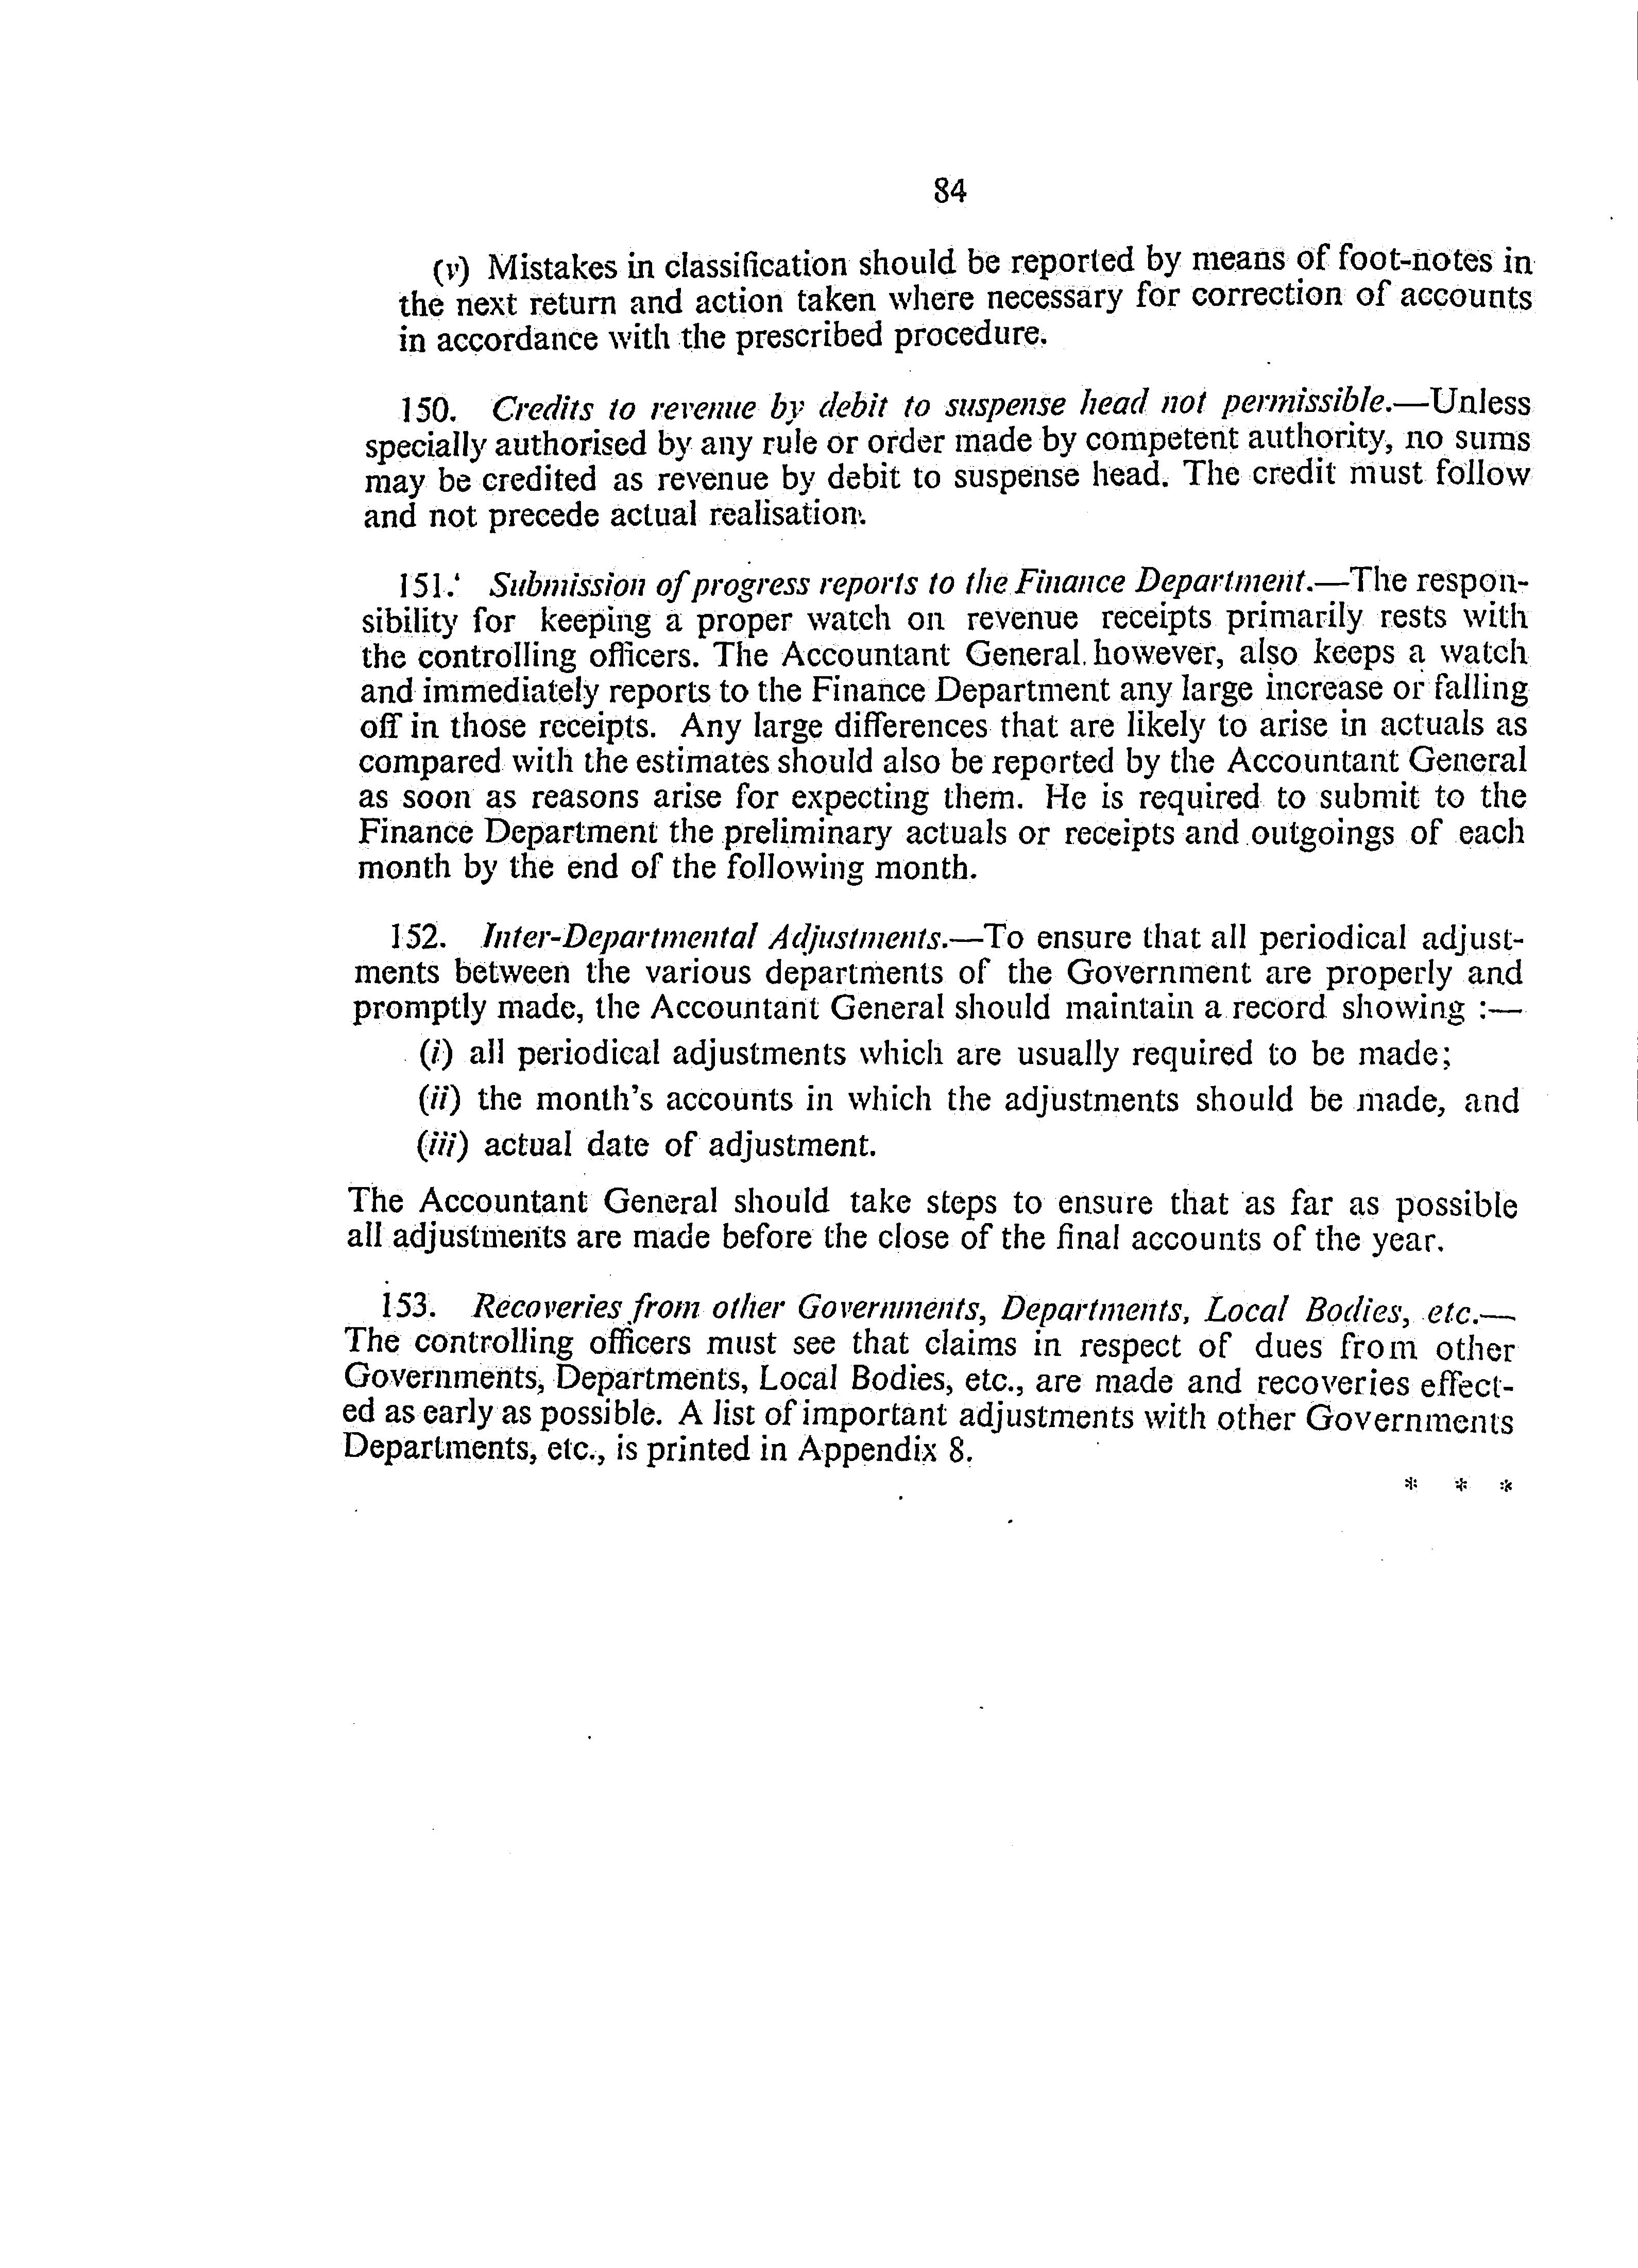 84
(v) Mistakes in classification should be reported by means of foot-notes in
the next return and action taken where necessary for correction of accounts
in accordance with the prescribed procedure.
150. Credits to revenue by debit to suspense head not permissible.—Unless
specially authorised by any rule or order made by competent authority, no sums
may be credited as revenue by debit to suspense head. The credit must follow
and not precede actual realisation.
151. Submission of progress reports to the Finance Department.—The respon-
sibility for keeping a proper watch on revenue receipts primarily rests with
the controlling officers. The Accountant General. however, also keeps a watch
and immediately reports to the Finance Department any large increase or falling
off in those receipts. Any large differences that are likely to arise in actuals as
compared with the estimates should also be reported by the Accountant General
as soon as reasons arise for expecting them. He is required to submit to the
Finance Department the preliminary actuals or receipts and outgoings of each
month by the end of the following month.
152. Inter-Departmental Adjustments.—To ensure that all periodical adjust-
ments between the various departments of the Government are properly and
promptly made, the Accountant General should maintain a record showing :—
(i) all periodical adjustments which are usually required to be made;
(ii) the month's accounts in which the adjustments should be made, and
(iii) actual date of adjustment.
The Accountant General should take steps to ensure that as far as possible
all adjustments are made before the close of the final accounts of the year.
153. Recoveries from other Governments, Departments, Local Bodies, etc.—
The controlling officers must see that claims in respect of dues from other
Governments, Departments, Local Bodies, etc., are made and recoveries effect-
ed as early as possible. A list of important adjustments with other Governments
Departments, etc., is printed in Appendix 8.
* * *